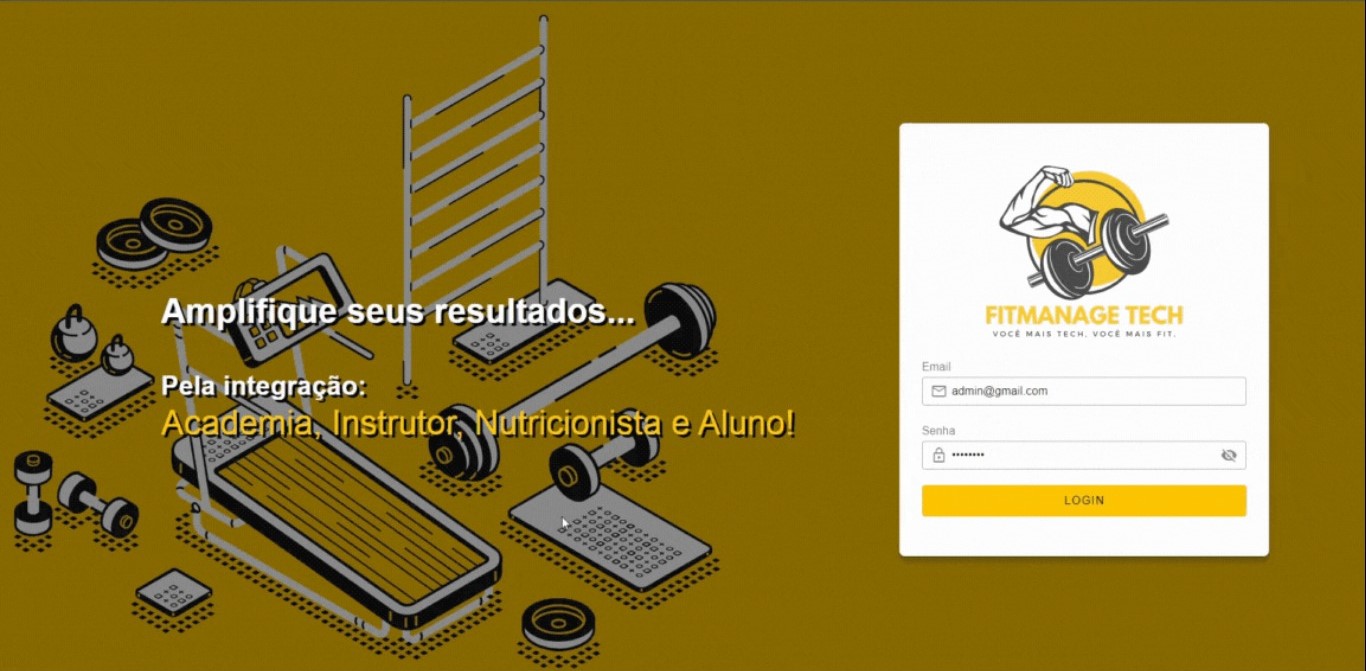 Amplifique seus resultados...
Pela integração:
Academia, Instrutor, Nutricionista e Aluno!
FITMANAGE TECH
VOCÊ MAIS TECH, VOCÊ MAIS FIT.
Email
admin@gmail.com
Senha
••••••••
LOGIN